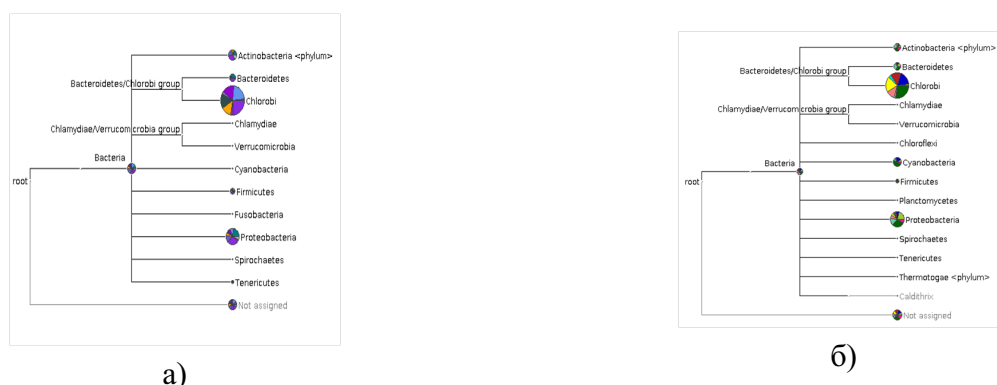 Actinobacteria <phylum>
Bacteroidetes/Chlorobi group
Bacteroidetes
Chlorobi
Chlamydiae/Verrucomicrobia group
Chlamydiae
Verrucomicrobia
Bacteria
Cyanobacteria
root
Firmicutes
Fusobacteria
Proteobacteria
Spirochaetes
Tenericutes
Not assigned
а)
Actinobacteria <phylum>
Bacteroidetes/Chlorobi group
Bacteroidetes
Chlorobi
Chlamydiae/Verrucomicrobia group
Chlamydiae
Verrucomicrobia
Chloroflexi
Bacteria
Cyanobacteria
root
Firmicutes
Planctomycetes
Proteobacteria
Spirochaetes
Tenericutes
Thermotogae <phylum>
Caldithrix
Not assigned
б)